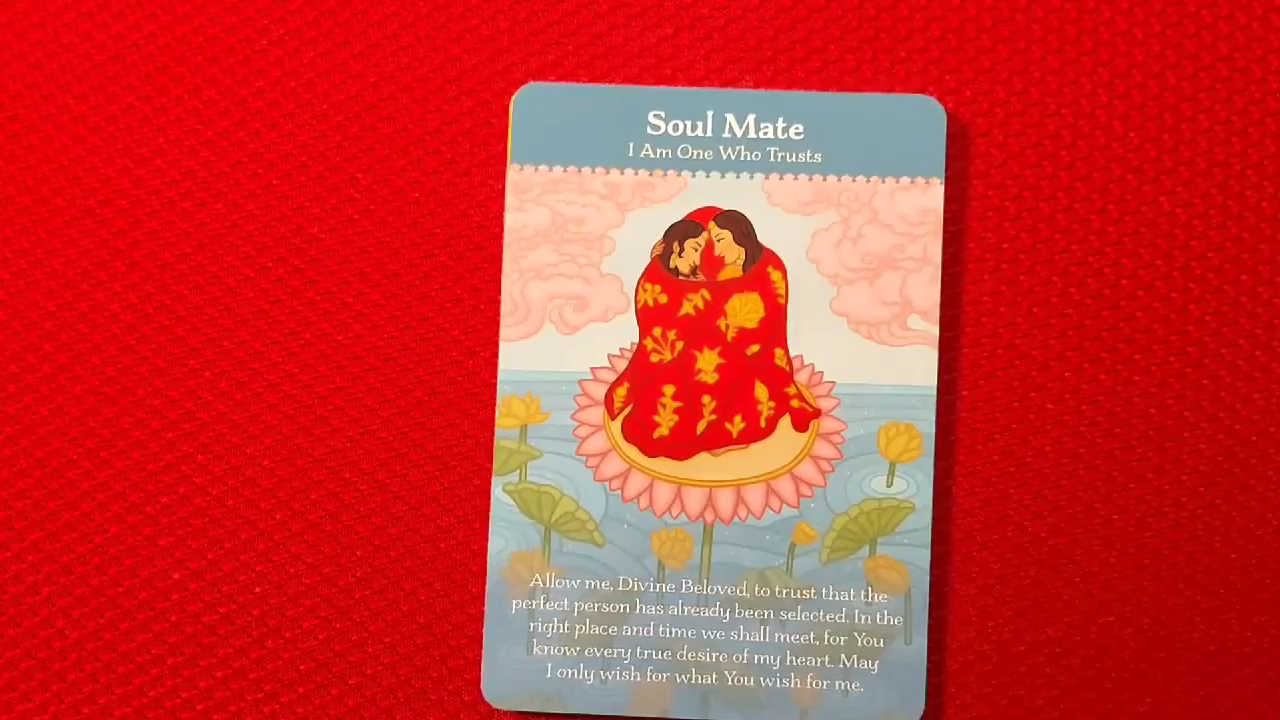 Soul Mate
I Am One Who Trusts
Allow me, Divine Beloved, to trust that the
perfect person has already been selected. In the
right place and time we shall meet, for You
know every true desire of my heart. May
I only wish for what You wish for me.